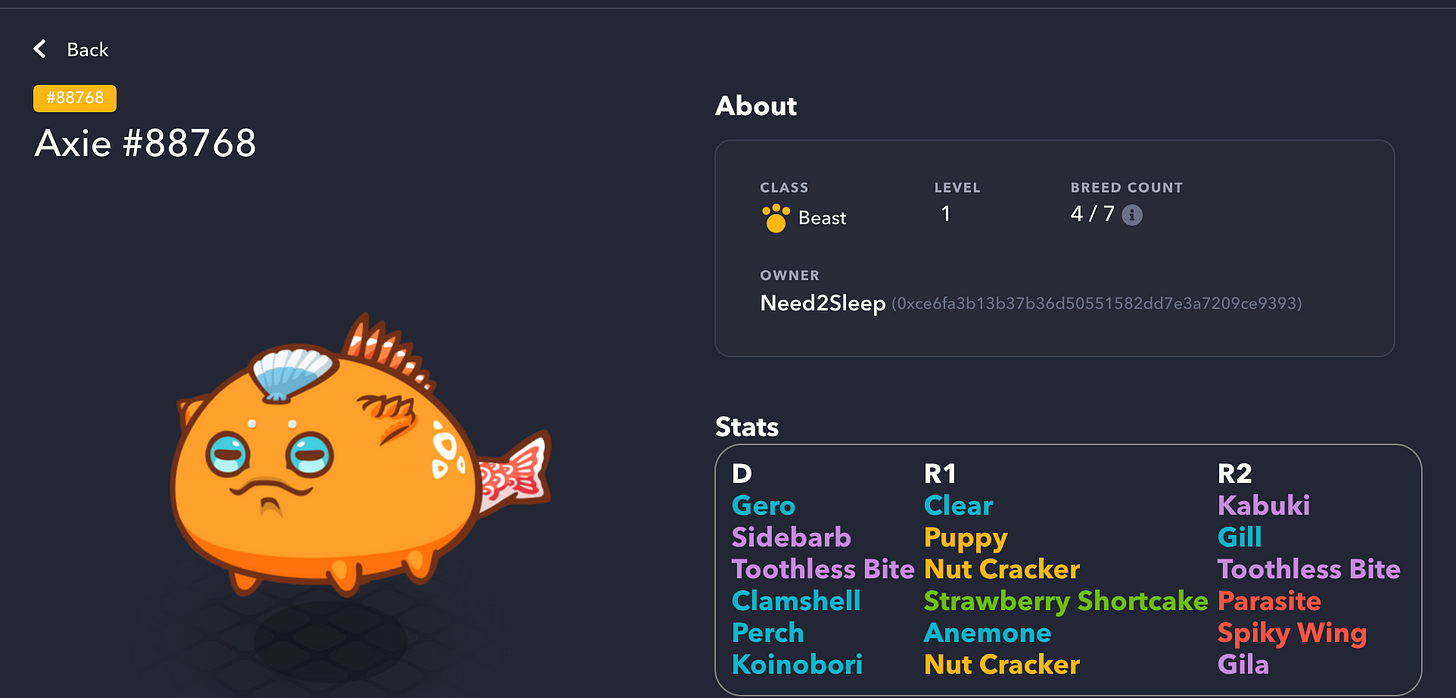 Back
#88768
Axie #88768
About
CLASS LEVEL BREED COUNT
Beast 1 4 / 7 i
OWNER
Need2Sleep (0xce6fa3b13b37b36d50551582dd7e3a7209ce9393)
Stats
D R1 R2
Gero Clear Kabuki
Sidebarb Puppy Gill
Toothless Bite Nut Cracker Toothless Bite
Clamshell Strawberry Shortcake Parasite
Perch Anemone Spiky Wing
Koinobori Nut Cracker Gila